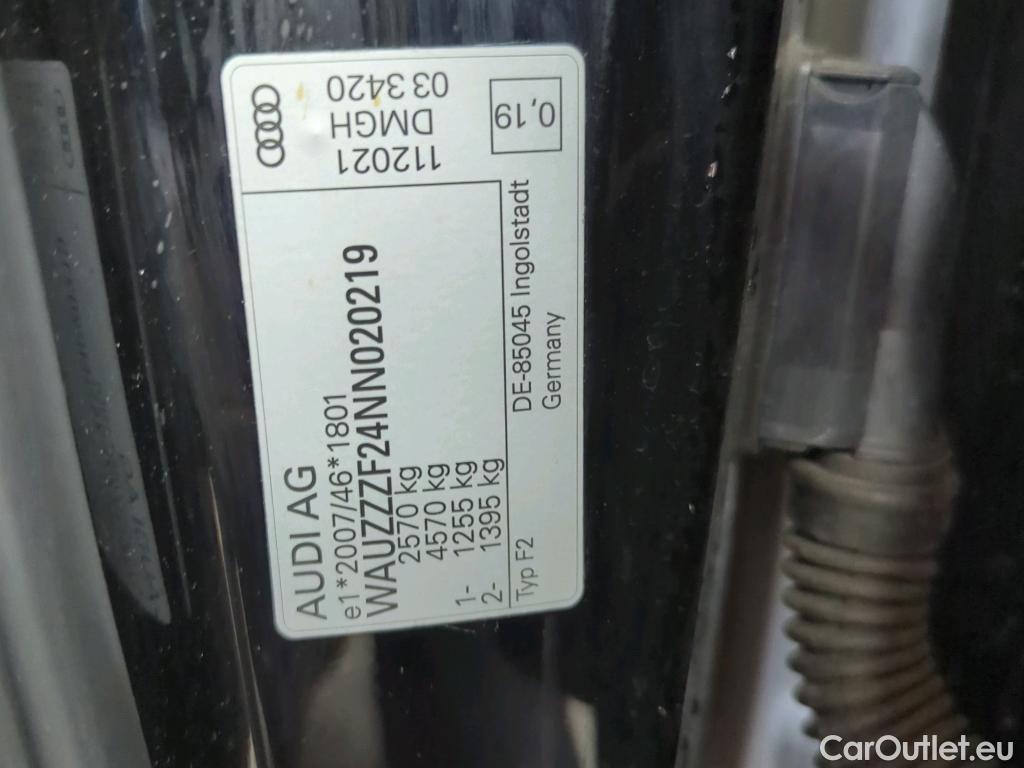 AUDI AG
e1*2007/46*1801
WAUZZZF24NN020219
2570 kg
4570 kg
1- 1255 kg
2- 1395 kg
Typ F2
DE-85045 Ingolstadt
Germany
112021
DMGH
03 3420
0,19
CarOutlet.eu